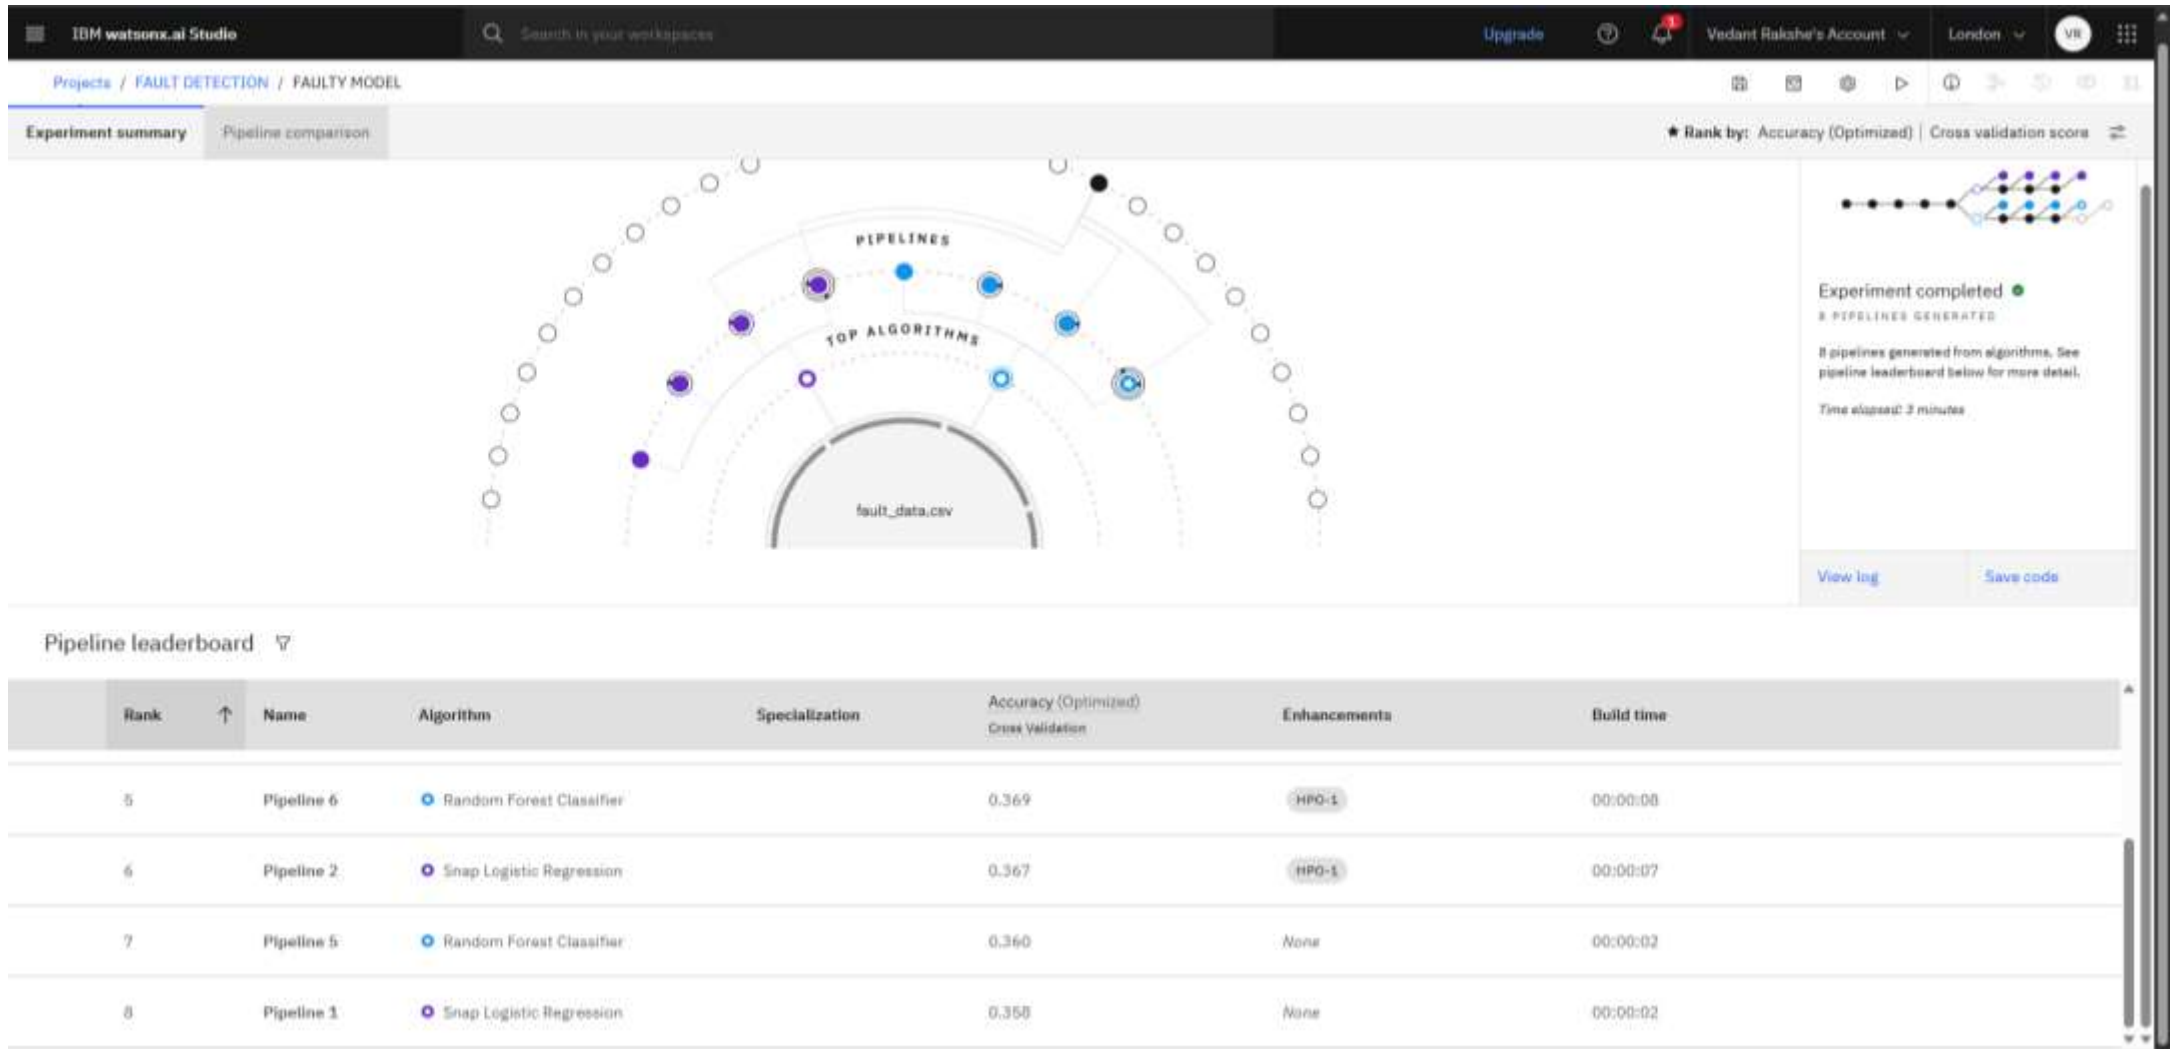 IBM watsonx.ai Studio
Search in your workspaces
Upgrade
1
Vedant Rakshe's Account
London
VR
Projects / FAULT DETECTION / FAULTY MODEL
Experiment summary
Pipeline comparison
★ Rank by: Accuracy (Optimized) | Cross validation score
PIPELINES
TOP ALGORITHMS
fault_data.csv
Experiment completed
8 PIPELINES GENERATED
8 pipelines generated from algorithms. See
pipeline leaderboard below for more detail.
Time elapsed: 3 minutes
View log
Save code
Pipeline leaderboard
Rank ↑ Name Algorithm Specialization Accuracy (Optimized) Enhancements Build time
Cross Validation
5 Pipeline 6 Random Forest Classifier 0.369 HPO-1 00:00:08
6 Pipeline 2 Snap Logistic Regression 0.367 HPO-1 00:00:07
7 Pipeline 5 Random Forest Classifier 0.360 None 00:00:02
8 Pipeline 1 Snap Logistic Regression 0.358 None 00:00:02